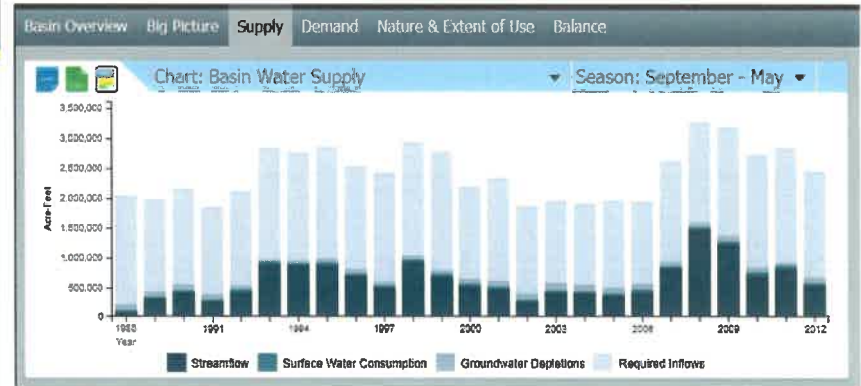 Basin Overview Big Picture Supply Demand Nature & Extent of Use Balance
Chart: Basin Water Supply Season: September - May
3,500,000
3,000,000
2,500,000
2,000,000
1,500,000
1,000,000
500,000
0
Acre-Feet
1988 1991 1994 1997 2000 2003 2006 2009 2012
Year
Streamflow Surface Water Consumption Groundwater Depletions Required Inflows